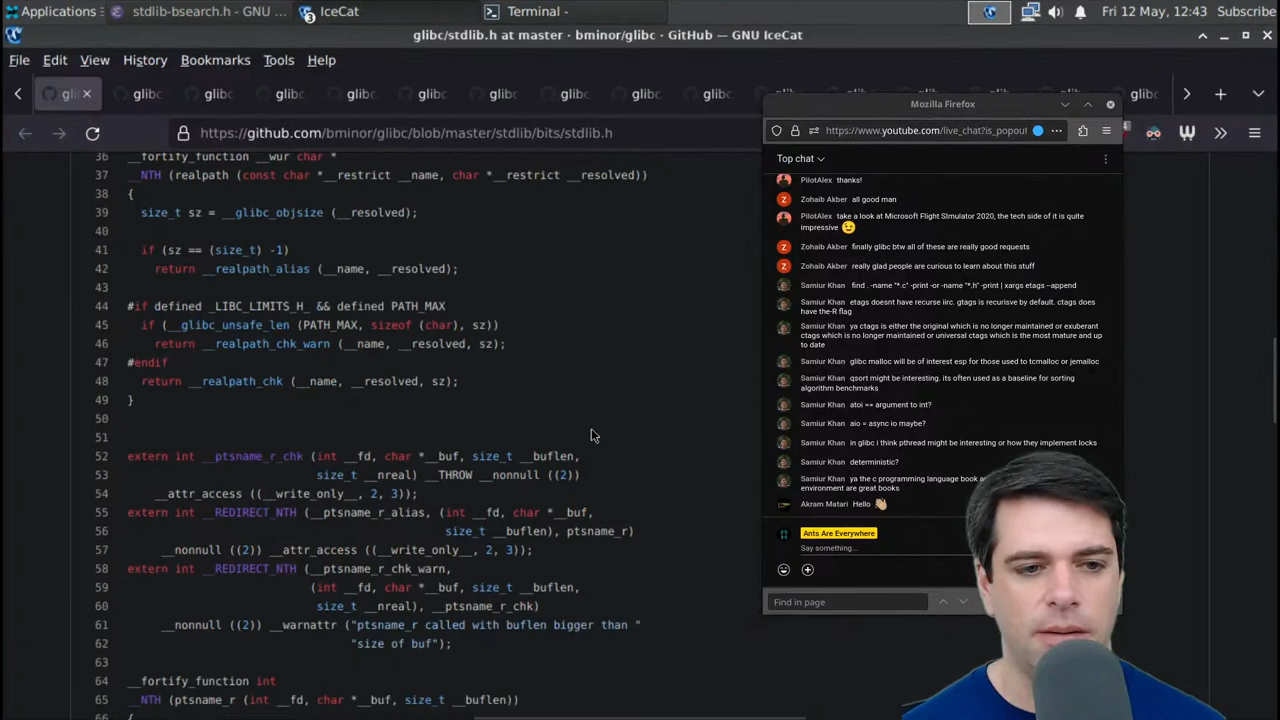 Applications
stdlib-bsearch.h - GNU ...
3
IceCat
Terminal -
Fri 12 May, 12:43
Subscribe
glibc/stdlib.h at master · bminor/glibc · GitHub — GNU IceCat
File Edit View History Bookmarks Tools Help
glibc
glibc
glibc
glibc
glibc
glibc
glibc
glibc
https://github.com/bminor/glibc/blob/master/stdlib/bits/stdlib.h
36 __fortify_function __wur char *
37 __NTH (realpath (const char *__restrict __name, char *__restrict __resolved))
38 {
39 size_t sz = __glibc_objsize (__resolved);
40
41 if (sz == (size_t) -1)
42 return __realpath_alias (__name, __resolved);
43
44 #if defined _LIBC_LIMITS_H_ && defined PATH_MAX
45 if (__glibc_unsafe_len (PATH_MAX, sizeof (char), sz))
46 return __realpath_chk_warn (__name, __resolved, sz);
47 #endif
48 return __realpath_chk (__name, __resolved, sz);
49 }
50
51
52 extern int __ptsname_r_chk (int __fd, char *__buf, size_t __buflen,
53 size_t __nreal) __THROW __nonnull ((2))
54 __attr_access ((__write_only__, 2, 3));
55 extern int __REDIRECT_NTH (__ptsname_r_alias, (int __fd, char *__buf,
56 size_t __buflen), ptsname_r)
57 __nonnull ((2)) __attr_access ((__write_only__, 2, 3));
58 extern int __REDIRECT_NTH (__ptsname_r_chk_warn,
59 (int __fd, char *__buf, size_t __buflen,
60 size_t __nreal), __ptsname_r_chk)
61 __nonnull ((2)) __warnattr ("ptsname_r called with buflen bigger than "
62 "size of buf");
63
64 __fortify_function int
65 __NTH (ptsname_r (int __fd, char *__buf, size_t __buflen))
66 {
Mozilla Firefox
https://www.youtube.com/live_chat?is_popout
Top chat
PilotAlex thanks!
Zohaib Akber all good man
PilotAlex take a look at Microsoft Flight SImulator 2020, the tech side of it is quite
impressive 😉
Zohaib Akber finally glibc btw all of these are really good requests
Zohaib Akber really glad people are curious to learn about this stuff
Samiur Khan find . -name "*.c" -print -or -name "*.h" -print | xargs etags --append
Samiur Khan etags doesnt have recurse iirc. gtags is recurisve by default. ctags does
have the-R flag
Samiur Khan ya ctags is either the original which is no longer maintained or exuberant
ctags which is no longer maintained or universal ctags which is the most mature and up
to date
Samiur Khan glibc malloc will be of interest esp for those used to tcmalloc or jemalloc
Samiur Khan qsort might be interesting. its often used as a baseline for sorting
algorithm benchmarks
Samiur Khan atoi == argument to int?
Samiur Khan aio = async io maybe?
Samiur Khan in glibc i think pthread might be interesting or how they implement locks
Samiur Khan deterministic?
Samiur Khan ya the c programming language book
environment are great books
Akram Matari Hello 👏
Ants Are Everywhere
Say something...
Find in page